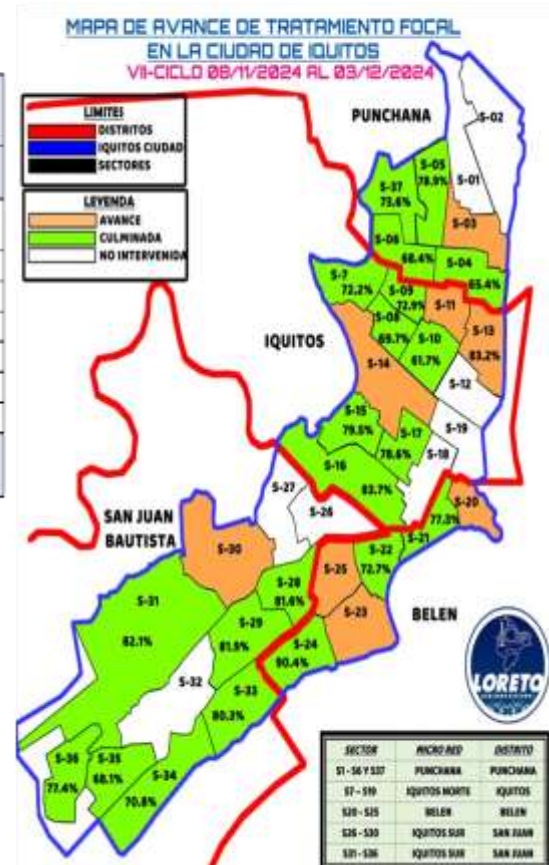 MAPA DE AVANCE DE TRATAMIENTO FOCAL
EN LA CIUDAD DE IQUITOS
VII-CICLO 08/11/2024 AL 03/12/2024
LIMITES
DISTRITOS
IQUITOS CIUDAD
SECTORES
LEYENDA
AVANCE
CULMINADA
NO INTERVENIDA
PUNCHANA
S-02
S-05
78.9%
S-01
S-37
73.6%
S-03
S-06
68.4%
S-04
65.4%
S-7
72.2%
S-09
72.9%
S-11
S-08
69.7%
S-10
61.7%
S-13
83.2%
IQUITOS
S-14
S-12
S-15
79.5%
S-17
78.6%
S-19
S-18
S-16
83.7%
S-27
S-26
S-20
77.3%
S-21
SAN JUAN
BAUTISTA
S-30
S-22
72.7%
S-25
S-28
81.6%
S-23
BELEN
S-31
62.1%
S-29
81.9%
S-24
90.4%
S-32
S-33
80.3%
S-36
77.4%
S-35
68.1%
S-34
70.8%
LORETO
SECTOR MICRO RED DISTRITO
S1 - S6 Y S37 PUNCHANA PUNCHANA
S7 - S19 IQUITOS NORTE IQUITOS
S20 - S25 BELEN BELEN
S26 - S30 IQUITOS SUR SAN JUAN
S31 - S36 IQUITOS SUR SAN JUAN